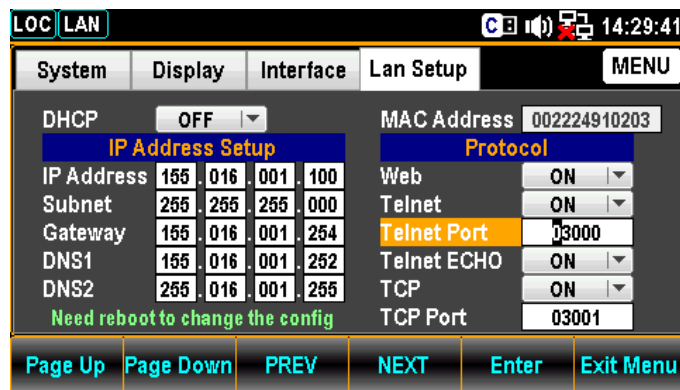 LOC LAN C 14:29:41
System Display Interface Lan Setup MENU
DHCP OFF MAC Address 002224910203
IP Address Setup Protocol
IP Address 155 . 016 . 001 . 100 Web ON
Subnet 255 . 255 . 255 . 000 Telnet ON
Gateway 155 . 016 . 001 . 254 Telnet Port 03000
DNS1 155 . 016 . 001 . 252 Telnet ECHO ON
DNS2 255 . 016 . 001 . 255 TCP ON
Need reboot to change the config TCP Port 03001
Page Up Page Down PREV NEXT Enter Exit Menu